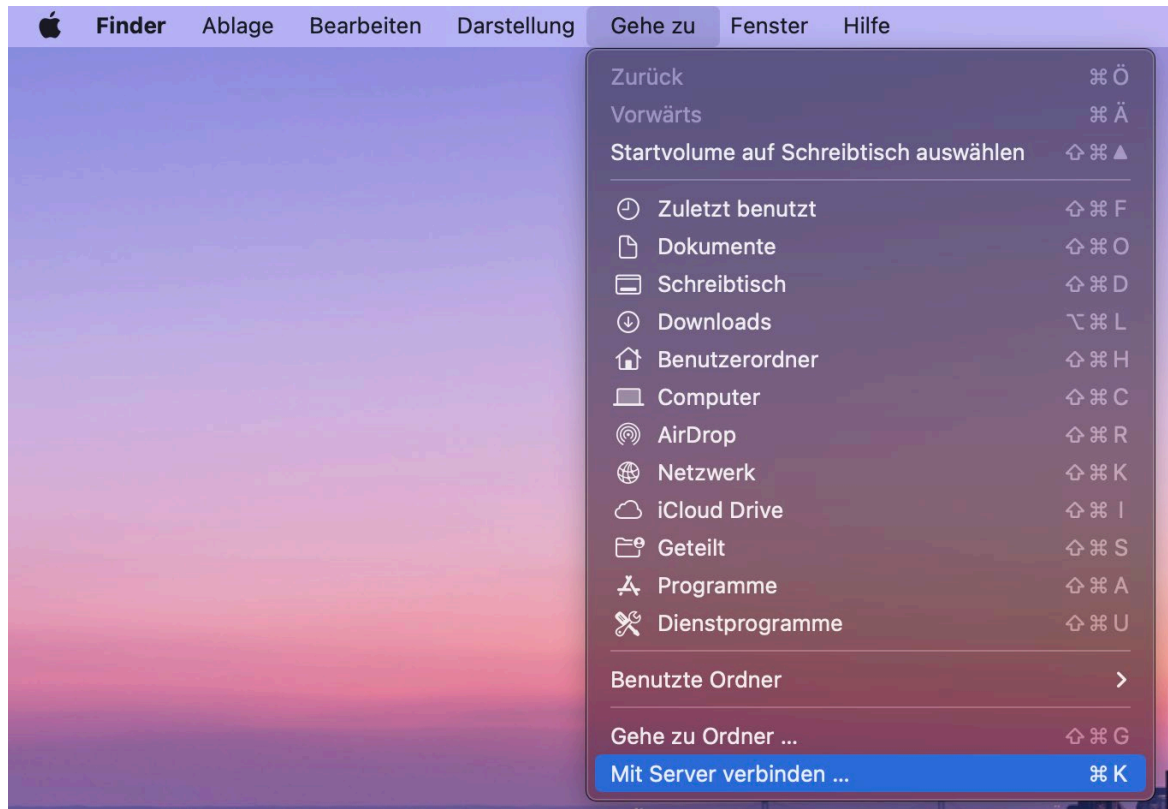 Finder Ablage Bearbeiten Darstellung Gehe zu Fenster Hilfe
Zurück ⌘Ö
Vorwärts ⌘Ä
Startvolume auf Schreibtisch auswählen ⇧⌘▲
Zuletzt benutzt ⇧⌘F
Dokumente ⇧⌘O
Schreibtisch ⇧⌘D
Downloads ⌥⌘L
Benutzerordner ⇧⌘H
Computer ⇧⌘C
AirDrop ⇧⌘R
Netzwerk ⇧⌘K
iCloud Drive ⇧⌘I
Geteilt ⇧⌘S
Programme ⇧⌘A
Dienstprogramme ⇧⌘U
Benutzte Ordner
Gehe zu Ordner ... ⇧⌘G
Mit Server verbinden ... ⌘K